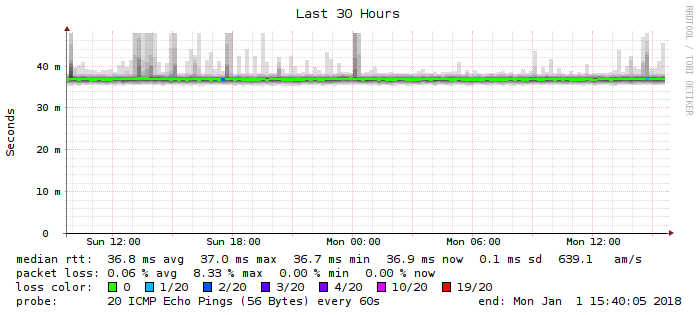 Last 30 Hours
RRDTOOL / TOBI OETIKER
Seconds
40 m
30 m
20 m
10 m
0
Sun 12:00 Sun 18:00 Mon 00:00 Mon 06:00 Mon 12:00
median rtt: 36.8 ms avg 37.0 ms max 36.7 ms min 36.9 ms now 0.1 ms sd 639.1 am/s
packet loss: 0.06 % avg 8.33 % max 0.00 % min 0.00 % now
loss color: 0 1/20 2/20 3/20 4/20 10/20 19/20
probe: 20 ICMP Echo Pings (56 Bytes) every 60s end: Mon Jan 1 15:40:05 2018